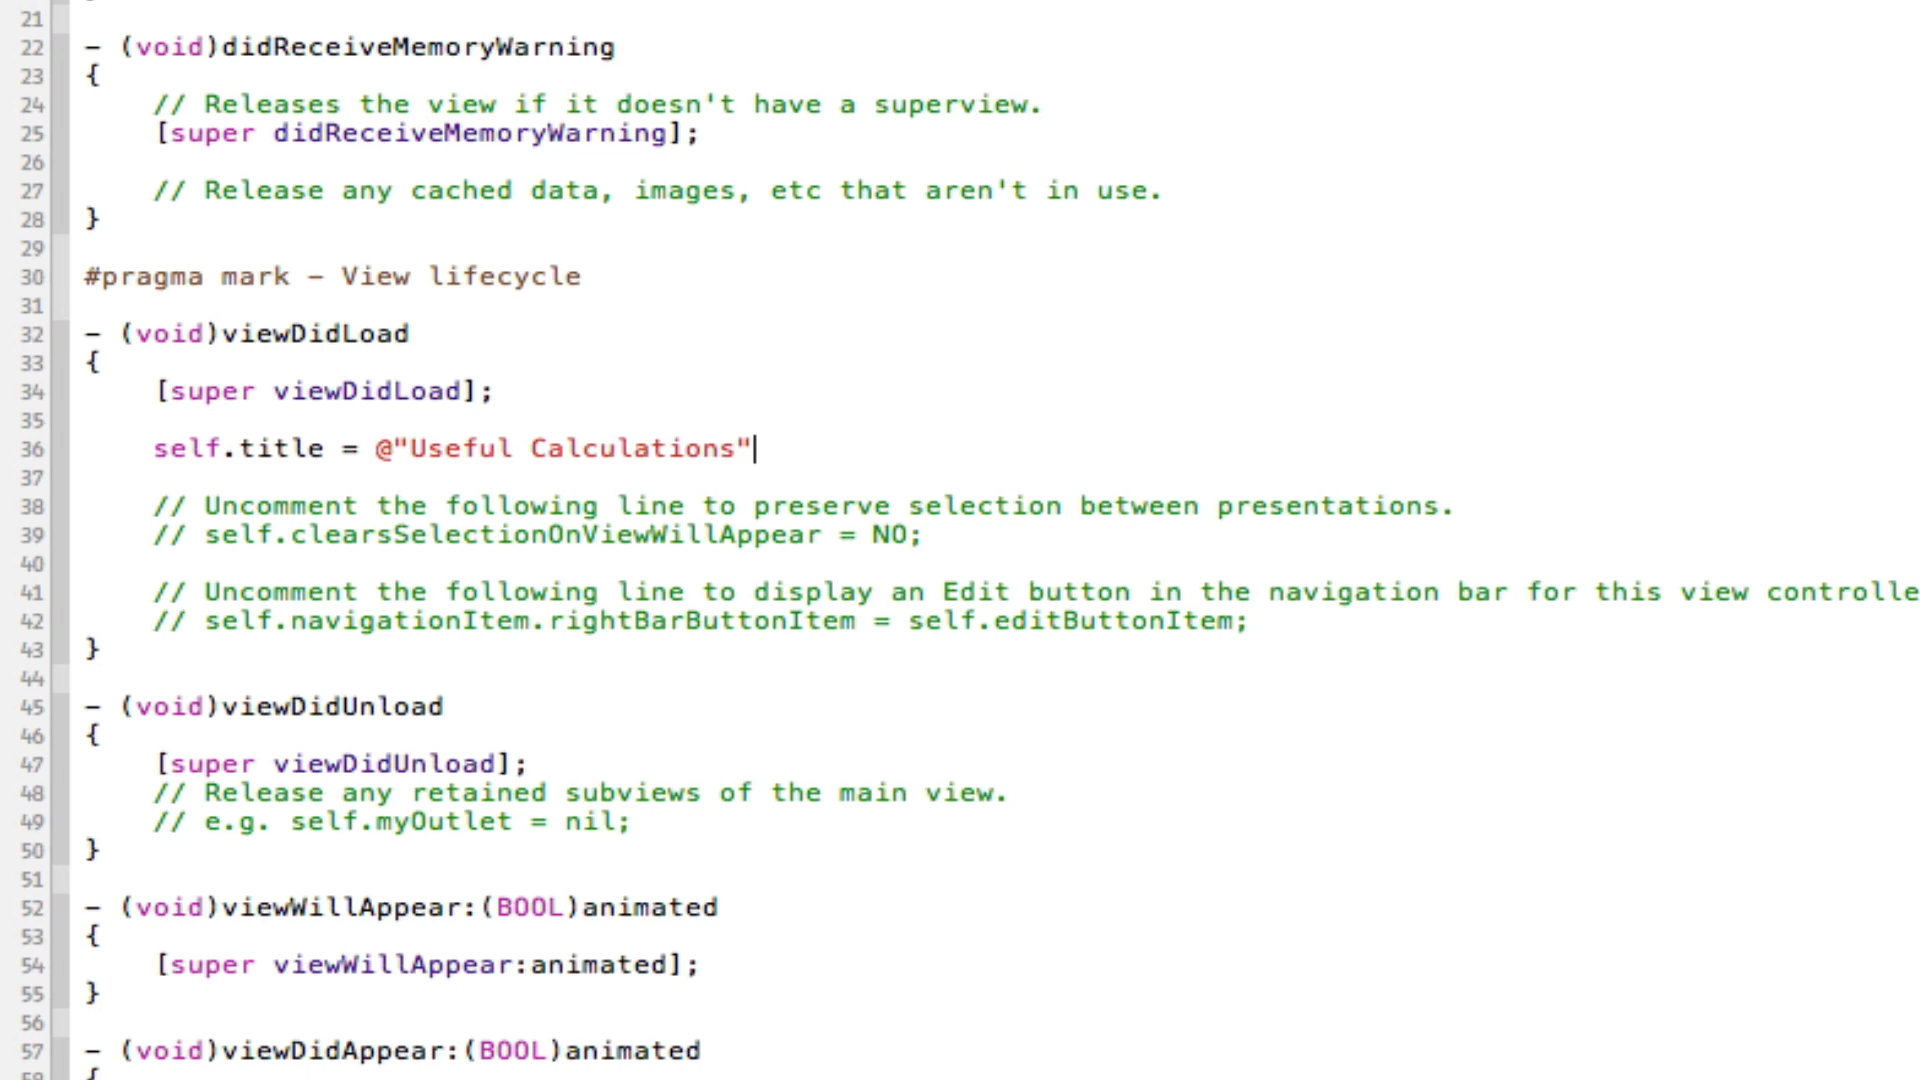 21
22 - (void)didReceiveMemoryWarning
23 {
24 // Releases the view if it doesn't have a superview.
25 [super didReceiveMemoryWarning];
26
27 // Release any cached data, images, etc that aren't in use.
28 }
29
30 #pragma mark - View lifecycle
31
32 - (void)viewDidLoad
33 {
34 [super viewDidLoad];
35
36 self.title = @"Useful Calculations"
37
38 // Uncomment the following line to preserve selection between presentations.
39 // self.clearsSelectionOnViewWillAppear = NO;
40
41 // Uncomment the following line to display an Edit button in the navigation bar for this view controlle
42 // self.navigationItem.rightBarButtonItem = self.editButtonItem;
43 }
44
45 - (void)viewDidUnload
46 {
47 [super viewDidUnload];
48 // Release any retained subviews of the main view.
49 // e.g. self.myOutlet = nil;
50 }
51
52 - (void)viewWillAppear:(BOOL)animated
53 {
54 [super viewWillAppear:animated];
55 }
56
57 - (void)viewDidAppear:(BOOL)animated
58 {